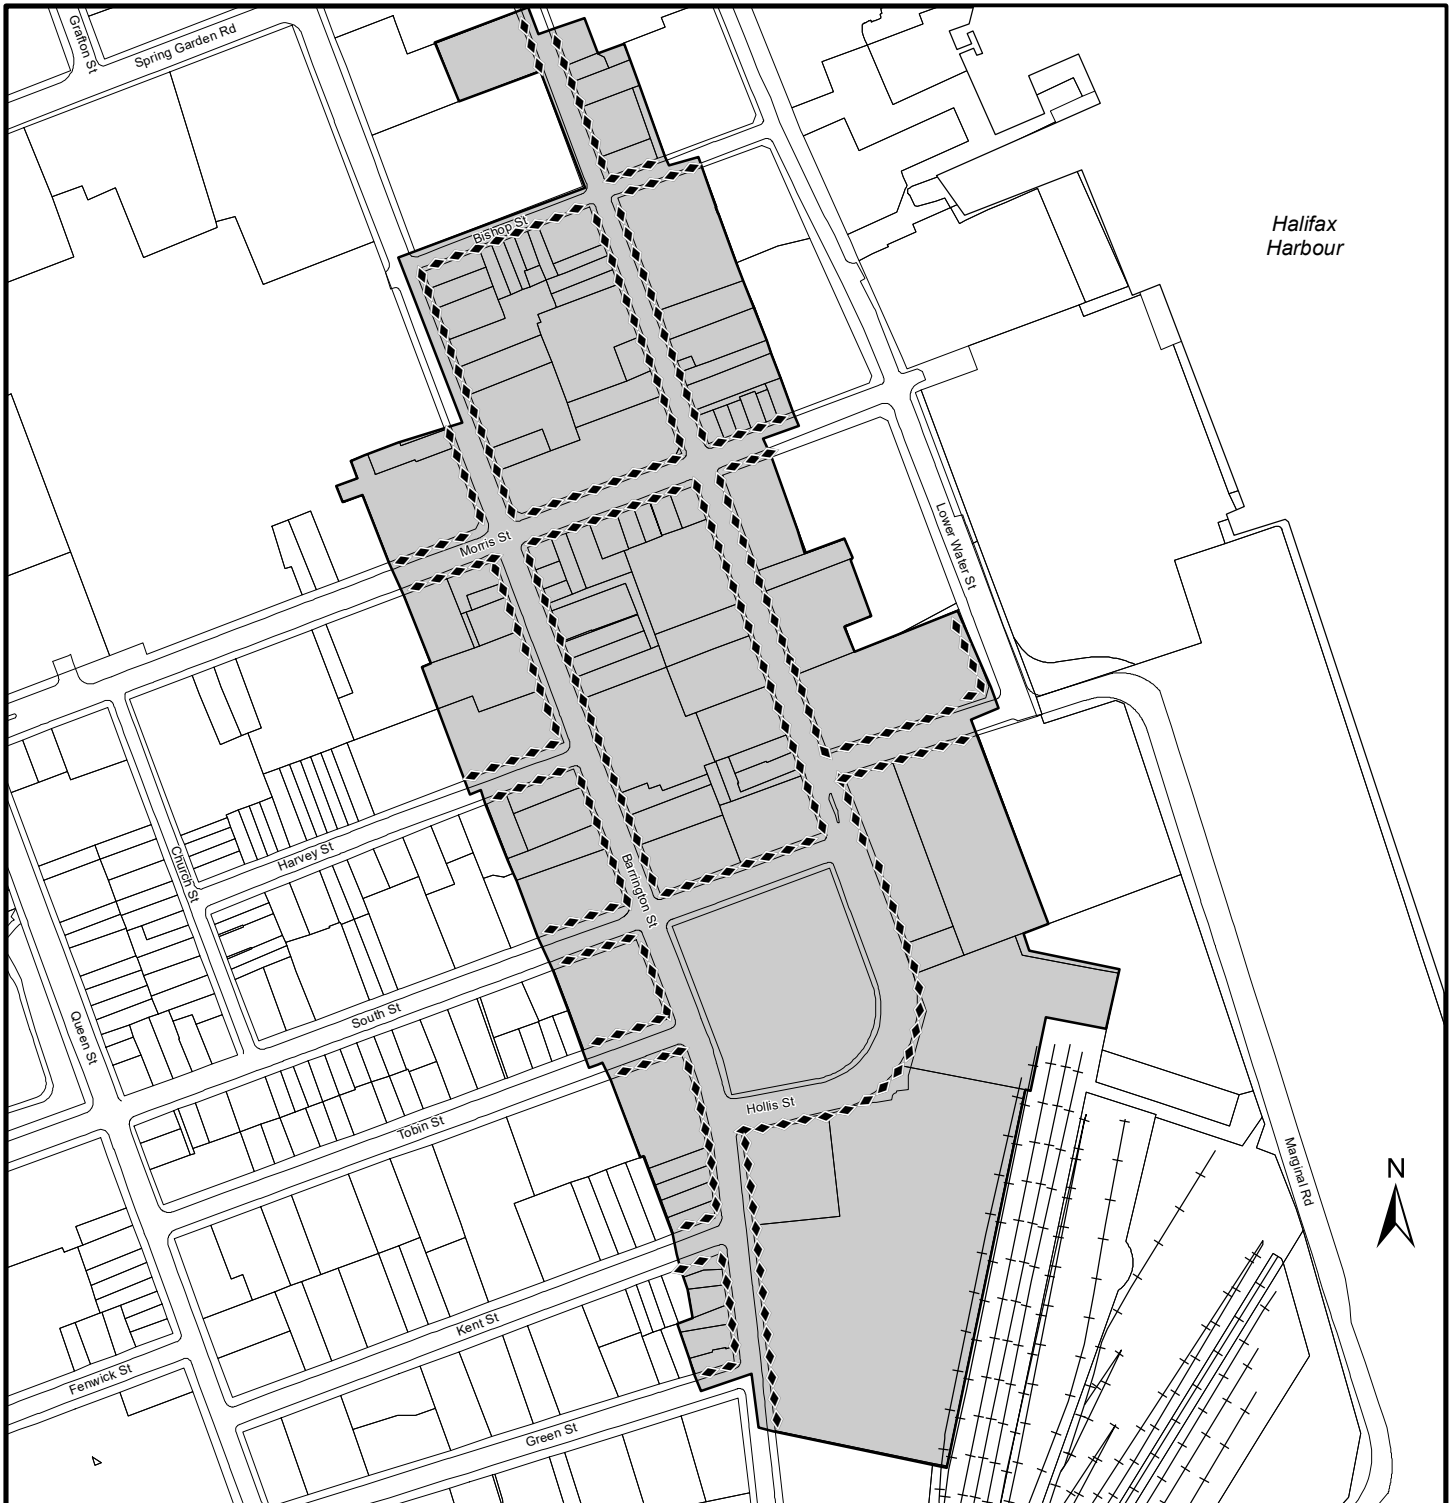 Grafton St
Spring Garden Rd
Halifax
Harbour
Bishop St
Lower Water St
Morris St
Harvey St
Church St
Barrington St
South St
Queen St
Hollis St
Tobin St
Marginal Rd
N
Kent St
Fenwick St
Green St